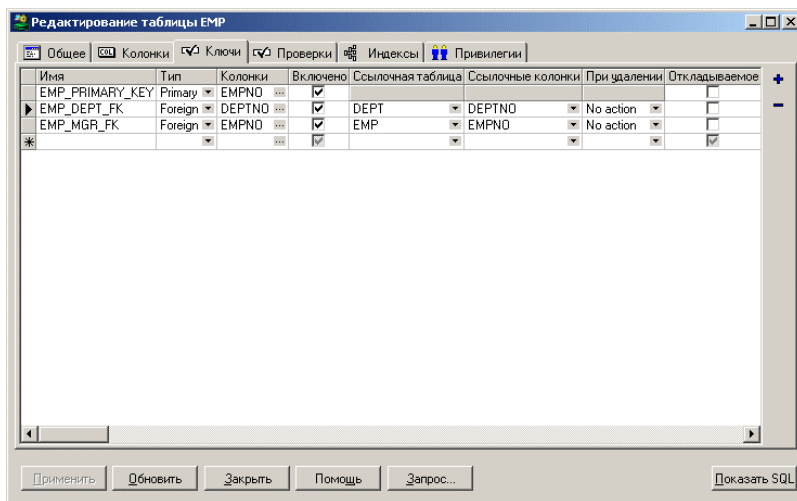 Редактирование таблицы EMP
Общее COL Колонки Ключи Проверки Индексы Привилегии
Имя Тип Колонки Включено Ссылочная таблица Ссылочные колонки При удалении Откладываемое
EMP_PRIMARY_KEY Primary EMPNO ...
EMP_DEPT_FK Foreign DEPTNO ... DEPT DEPTNO No action
EMP_MGR_FK Foreign EMPNO ... EMP EMPNO No action
...
Применить Обновить Закрыть Помощь Запрос... Показать SQL